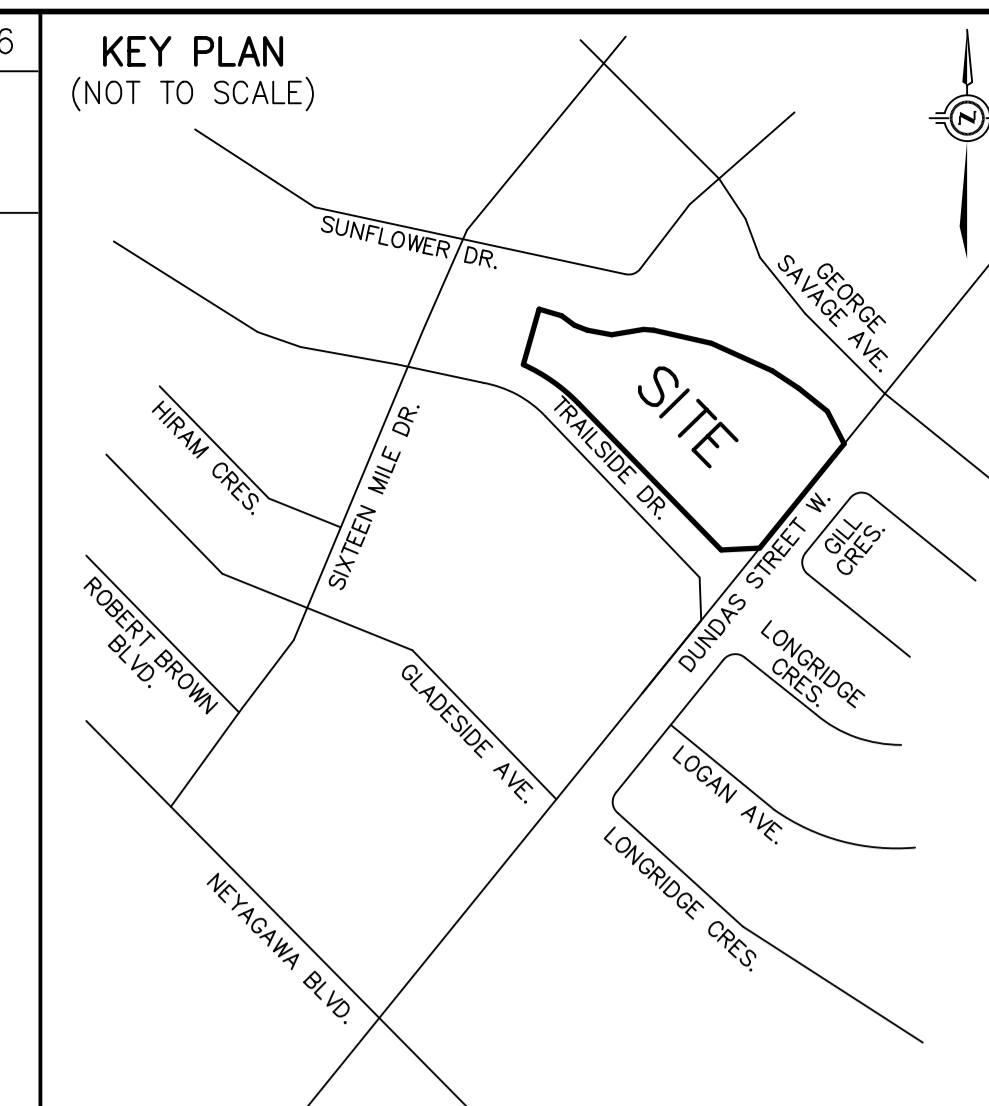 6
KEY PLAN
(NOT TO SCALE)
N
SUNFLOWER DR.
GEORGE
SAVAGE AVE.
SITE
TRAILSIDE DR.
HIRAM CRES.
SIXTEEN MILE DR.
GILL
CRES.
DUNDAS STREET W.
ROBERT BROWN
BLVD.
LONGRIDGE
CRES.
GLADESIDE AVE.
LOGAN AVE.
LONGRIDGE CRES.
NEYAGAWA BLVD.